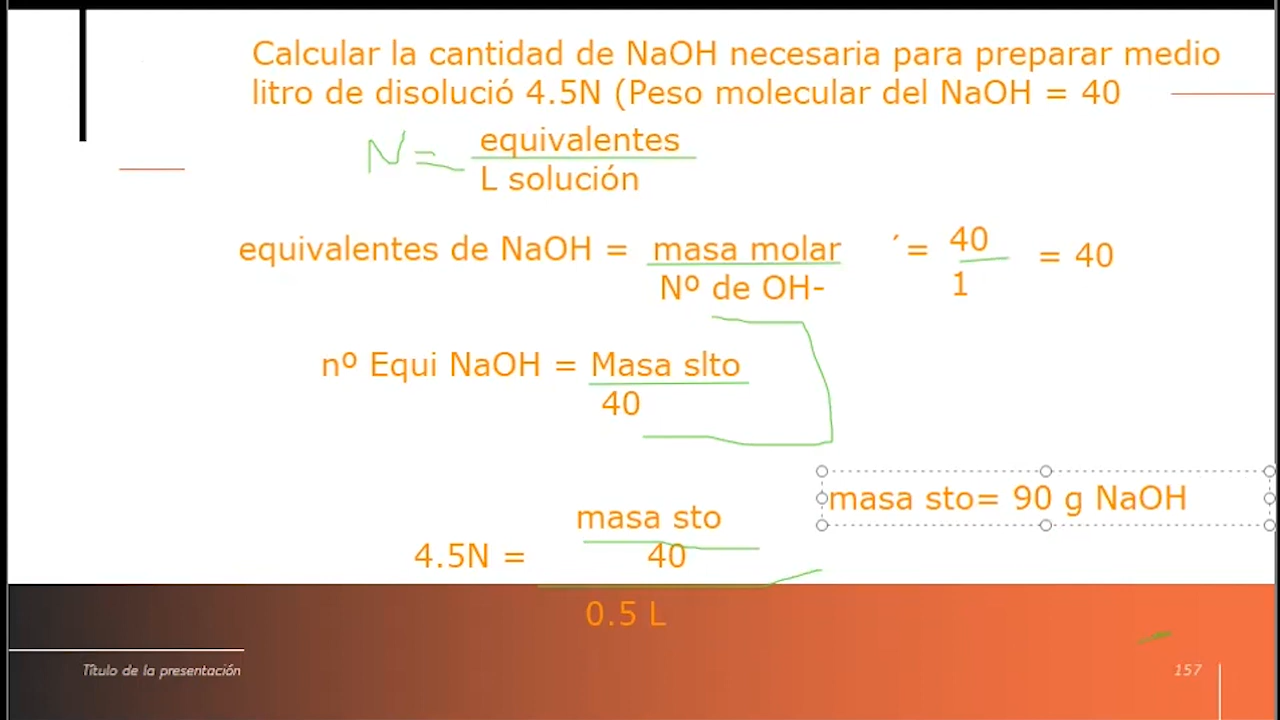 Calcular la cantidad de NaOH necesaria para preparar medio
litro de disolució 4.5N (Peso molecular del NaOH = 40
N = equivalentes
L solución
equivalentes de NaOH = masa molar ´= 40 = 40
Nº de OH- 1
nº Equi NaOH = Masa slto
40
masa sto= 90 g NaOH
masa sto
4.5N = 40
0.5 L
Título de la presentación 157